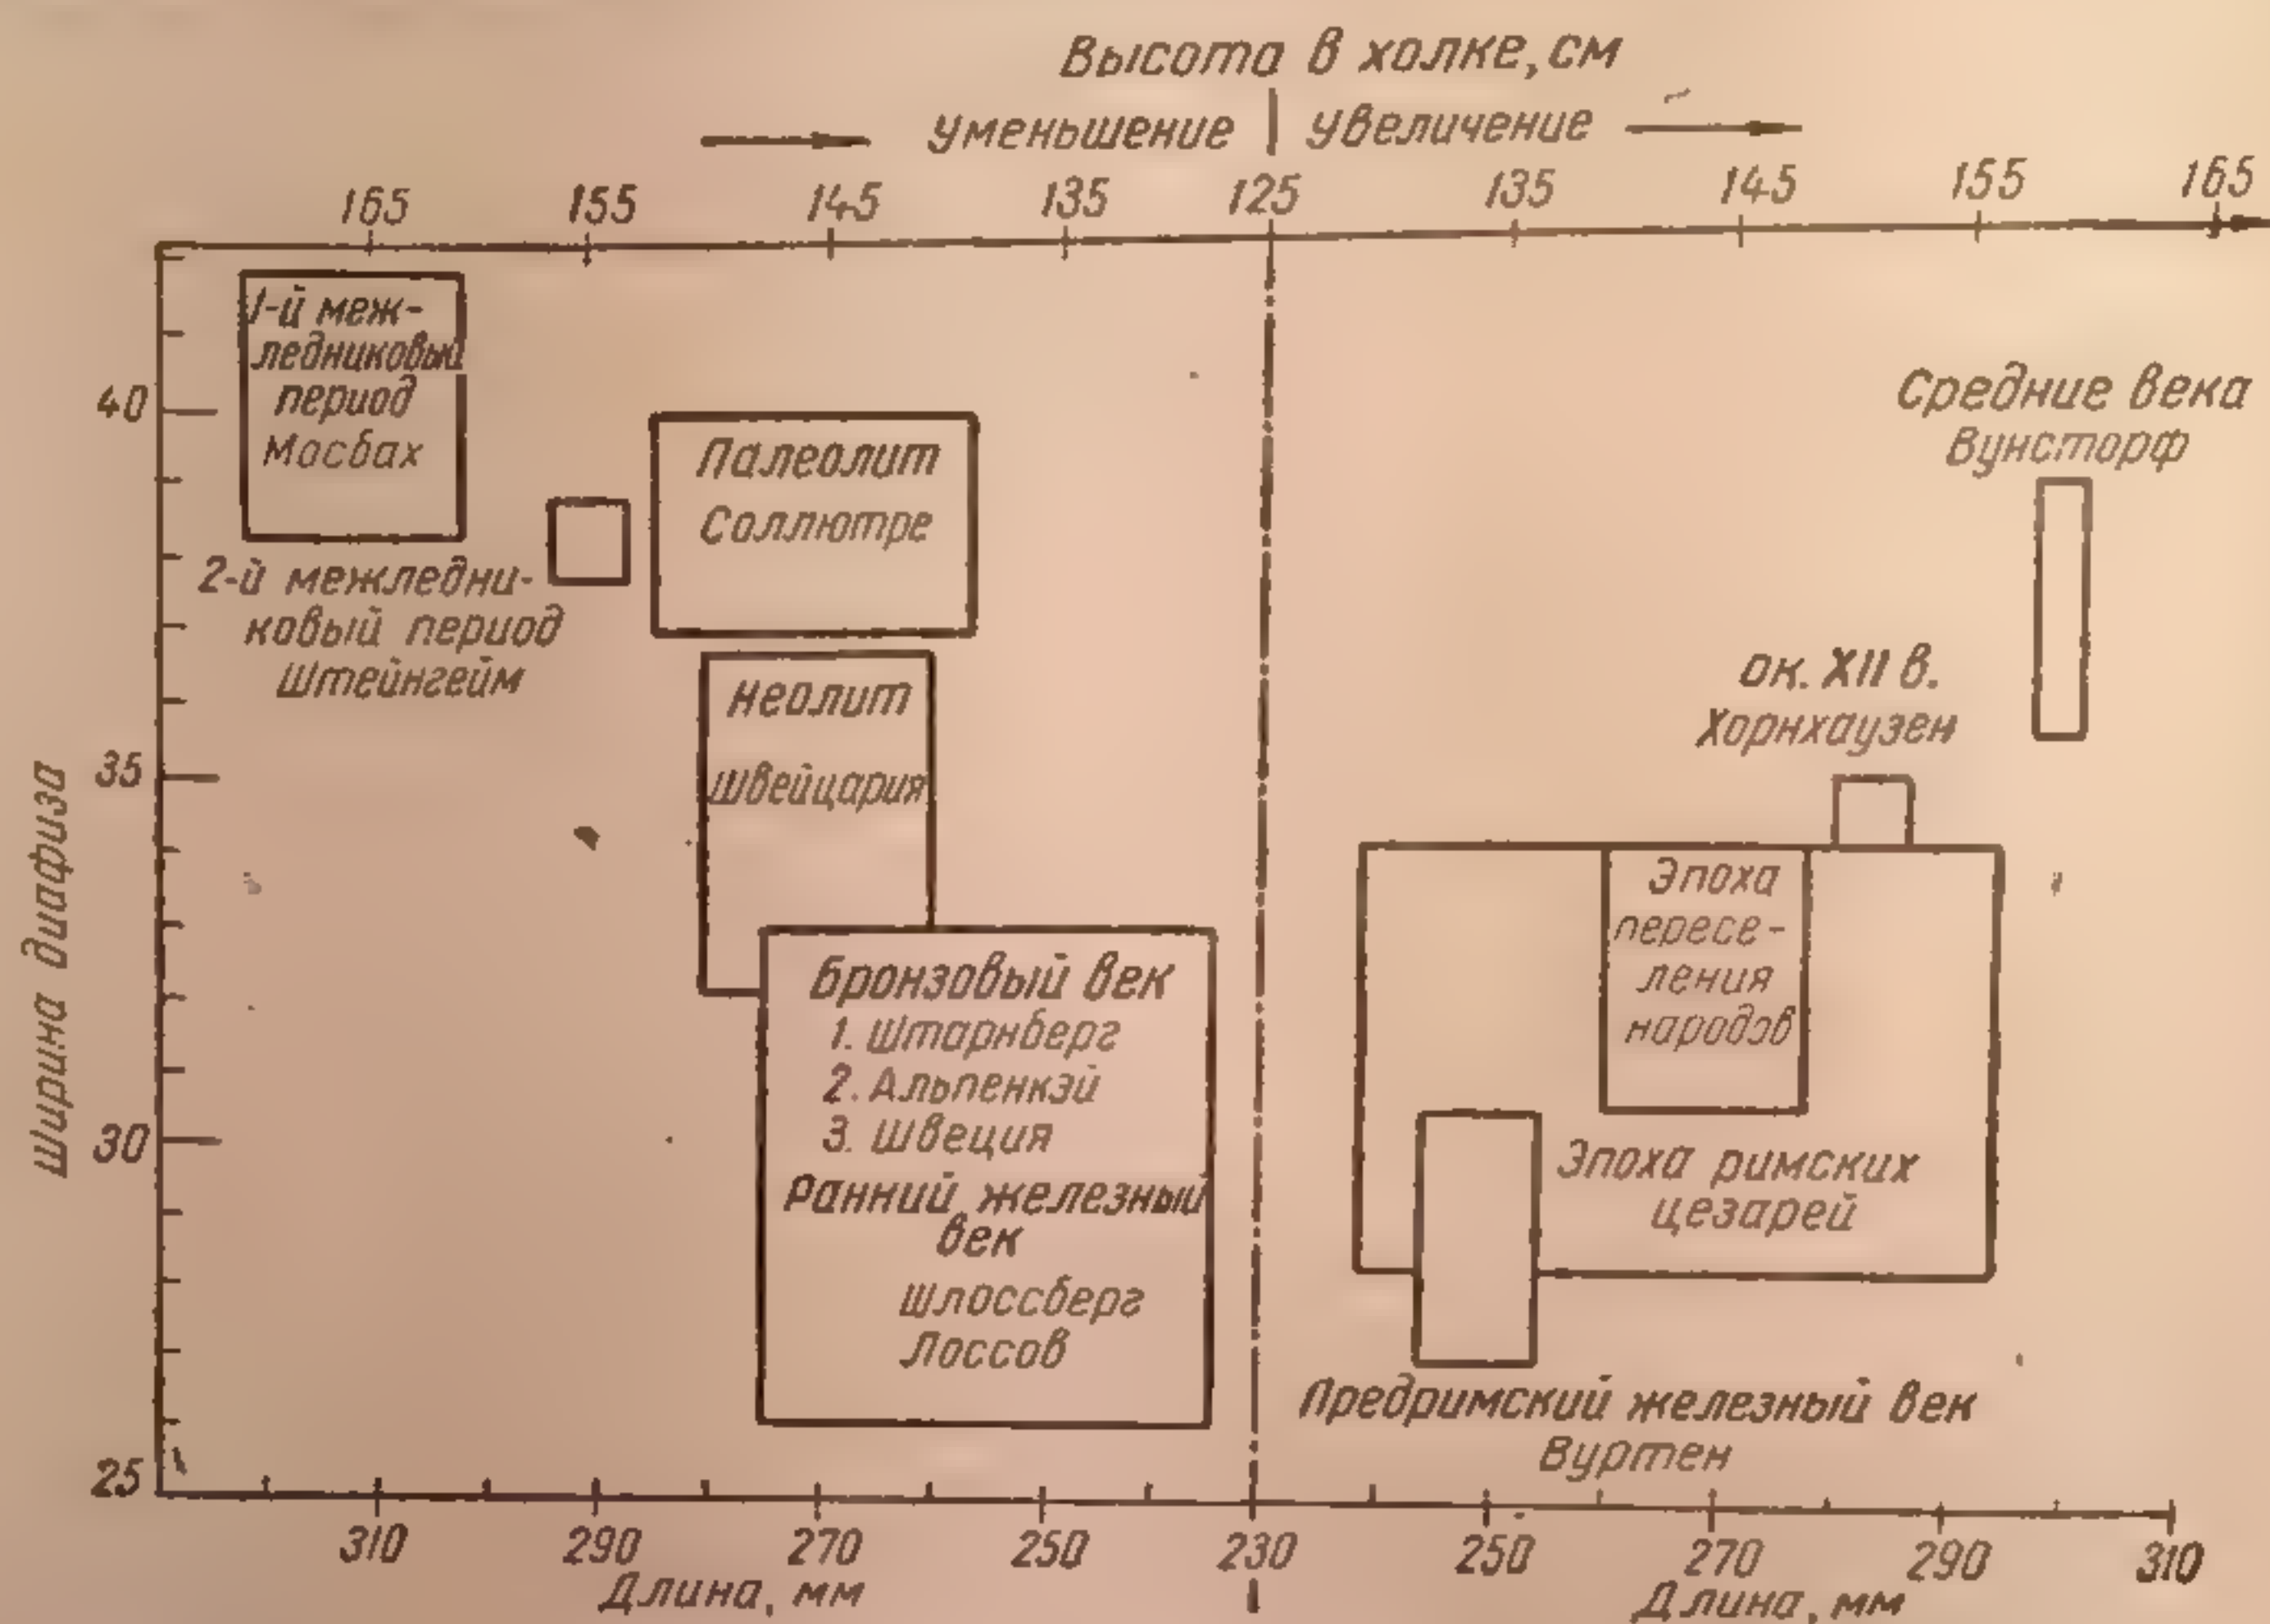 Высота в холке, см
уменьшение | увеличение
165 155 145 135 125 135 145 155 165
1-й меж-
ледниковый
период
Мосбах
2-й межледни-
ковый период
Штейнгейм
Палеолит
Соллютре
Неолит
Швейцария
Бронзовый век
1. Штарнберг
2. Альпенкэй
3. Швеция
Ранний железный
век
Шлоссберг
Лоссов
Средние века
Вунсторф
ок. XII в.
Хорнхаузен
Эпоха
пересе-
ления
народов
Эпоха римских
цезарей
Предримский железный век
Вуртен
Ширина диафиза
40
35
30
25
310 290 270 250 230 250 270 290 310
Длина, мм Длина, мм